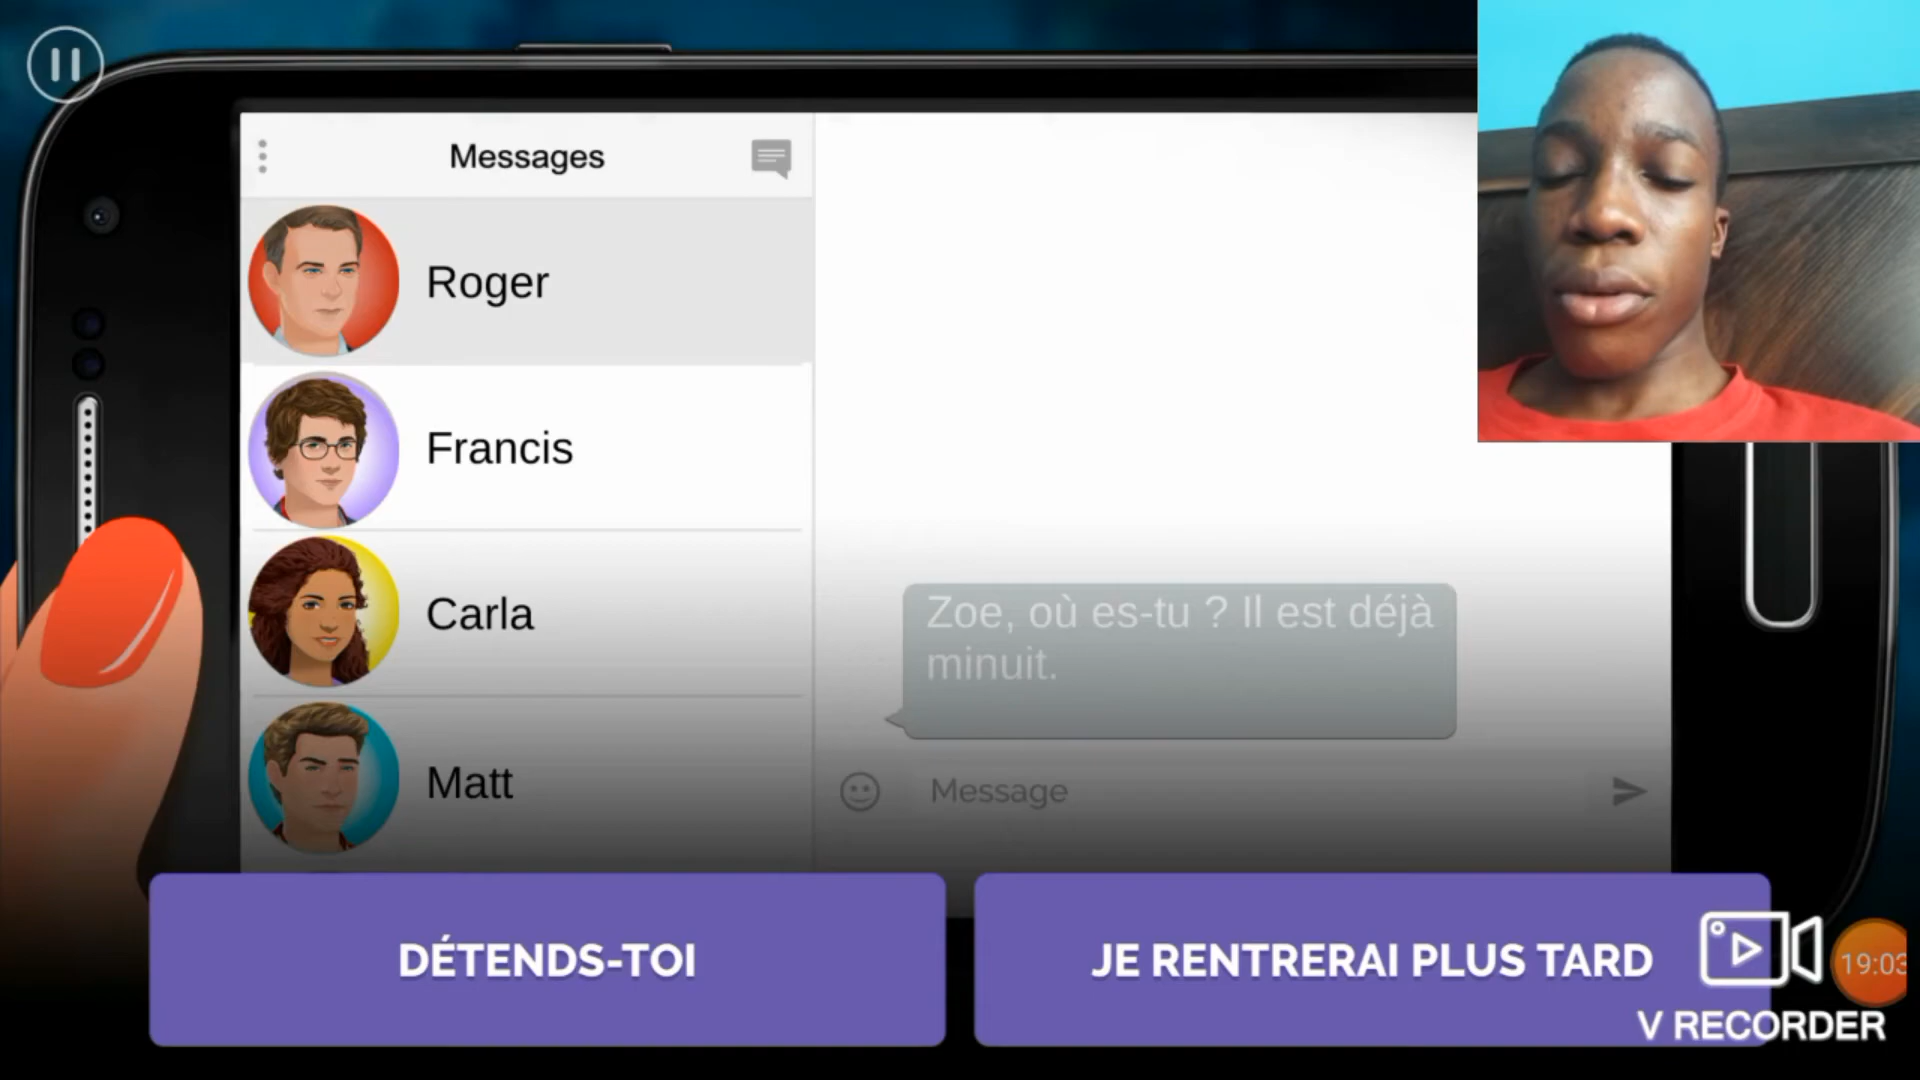 Messages
Roger
Francis
Carla
Matt
Zoe, où es-tu ? Il est déjà
minuit.
Message
DÉTENDS-TOI
JE RENTRERAI PLUS TARD
19:03
V RECORDER